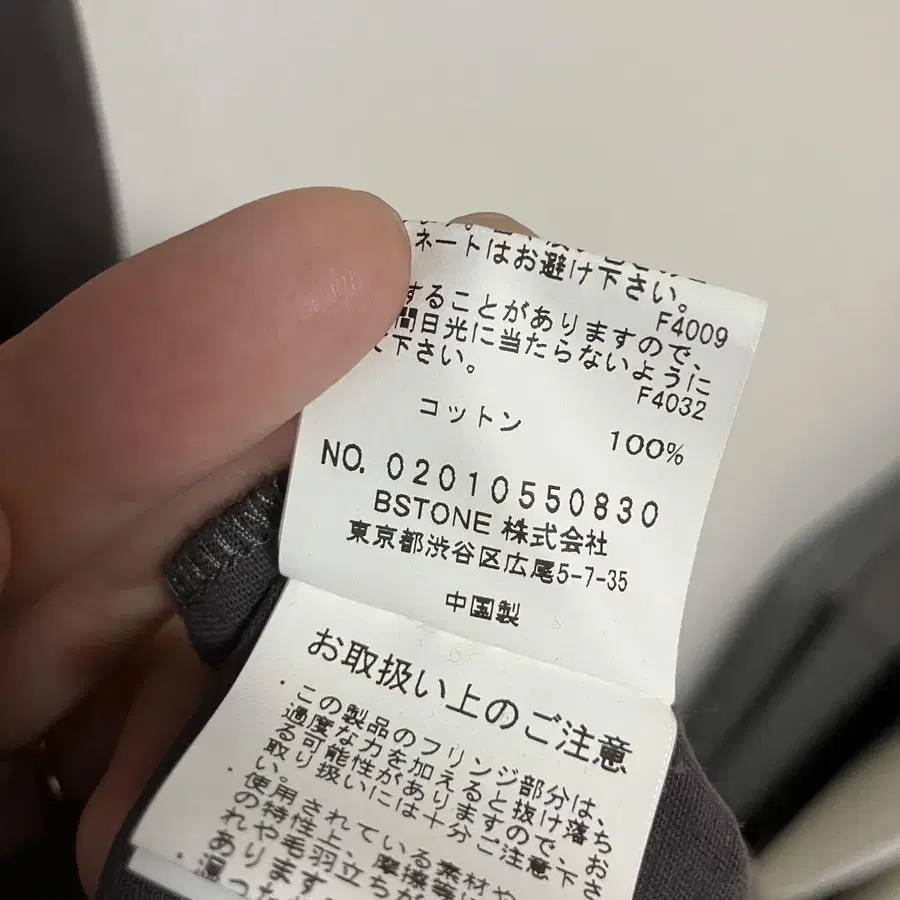 ネートはお避け下さい。
F4009
することがありますので、
間日光に当たらないように
下さい。
F4032
コットン 100%
NO. 02010550830
BSTONE 株式会社
東京都渋谷区広尾5-7-35
中国製
お取扱い上のご注意
・この製品のフリンジ部分は、
過度な力を加えると抜け落ち
る可能性がありますので、お
取り扱いには十分ご注意下さ
い。
・使用されている素材や
の特性上、摩擦等に
れや毛羽立ちが
あります